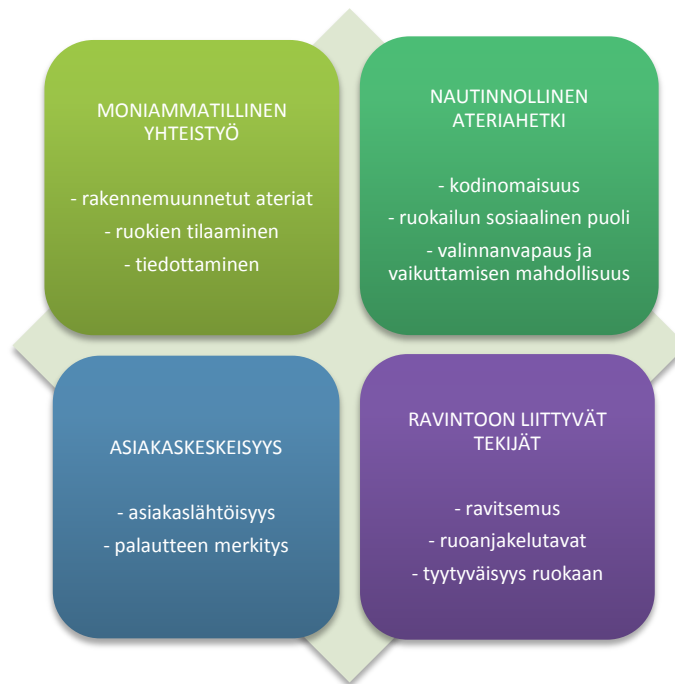 MONIAMMATILLINEN
YHTEISTYÖ
- rakennemuunnetut ateriat
- ruokien tilaaminen
- tiedottaminen
NAUTINNOLLINEN
ATERIAHETKI
- kodinomaisuus
- ruokailun sosiaalinen puoli
- valinnanvapaus ja
vaikuttamisen mahdollisuus
ASIAKASKESKEISYYS
- asiakaslähtöisyys
- palautteen merkitys
RAVINTOON LIITTYVÄT
TEKIJÄT
- ravitsemus
- ruoanjakelutavat
- tyytyväisyys ruokaan